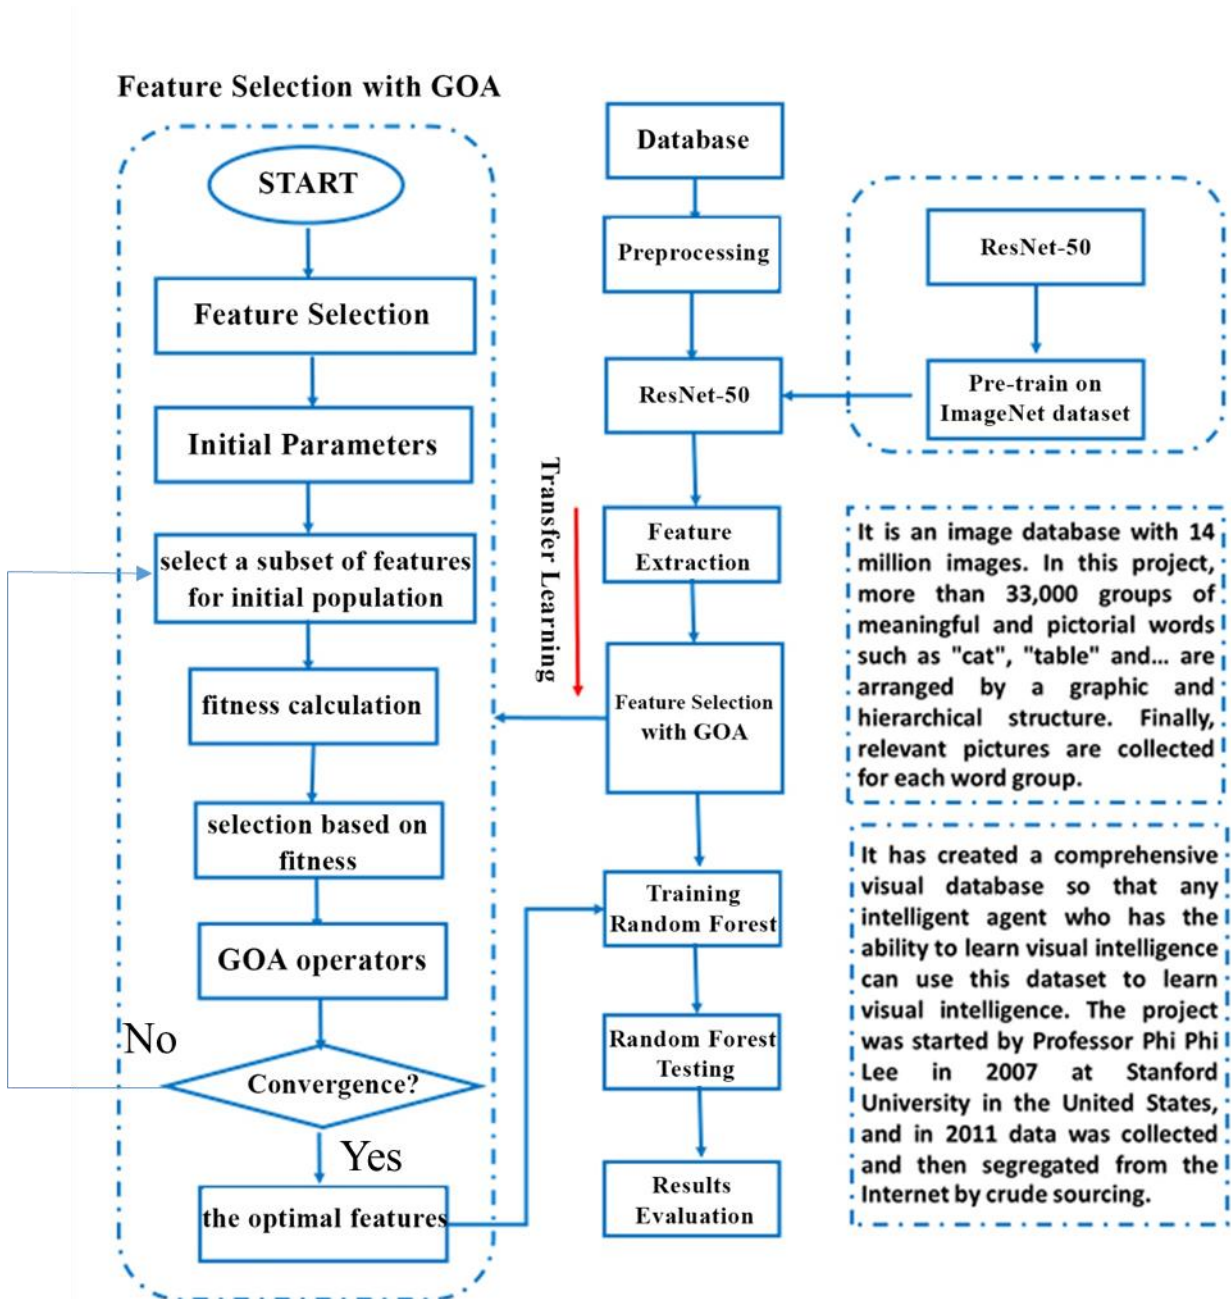 Feature Selection with GOA
START
Feature Selection
Initial Parameters
select a subset of features
for initial population
fitness calculation
selection based on
fitness
GOA operators
No
Convergence?
Yes
the optimal features
Transfer Learning
Database
Preprocessing
ResNet-50
Feature
Extraction
Feature Selection
with GOA
Training
Random Forest
Random Forest
Testing
Results
Evaluation
ResNet-50
Pre-train on
ImageNet dataset
It is an image database with 14
million images. In this project,
more than 33,000 groups of
meaningful and pictorial words
such as "cat", "table" and... are
arranged by a graphic and
hierarchical structure. Finally,
relevant pictures are collected
for each word group.
It has created a comprehensive
visual database so that any
intelligent agent who has the
ability to learn visual intelligence
can use this dataset to learn
visual intelligence. The project
was started by Professor Phi Phi
Lee in 2007 at Stanford
University in the United States,
and in 2011 data was collected
and then segregated from the
Internet by crude sourcing.